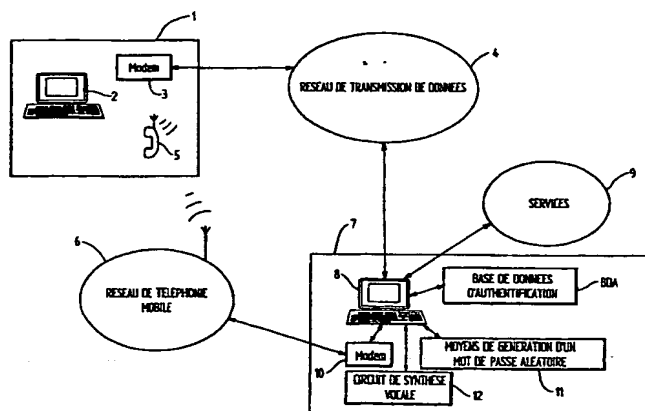 1
Modem
2
3
5
RESEAU DE TRANSMISSION DE DONNEES
4
SERVICES
9
6
RESEAU DE TELEPHONIE
MOBILE
7
8
BASE DE DONNEES
D'AUTHENTIFICATION
BDA
Modem
10
MOYENS DE GENERATION D'UN
MOT DE PASSE ALEATOIRE
11
CIRCUIT DE SYNTHESE
VOCALE
12